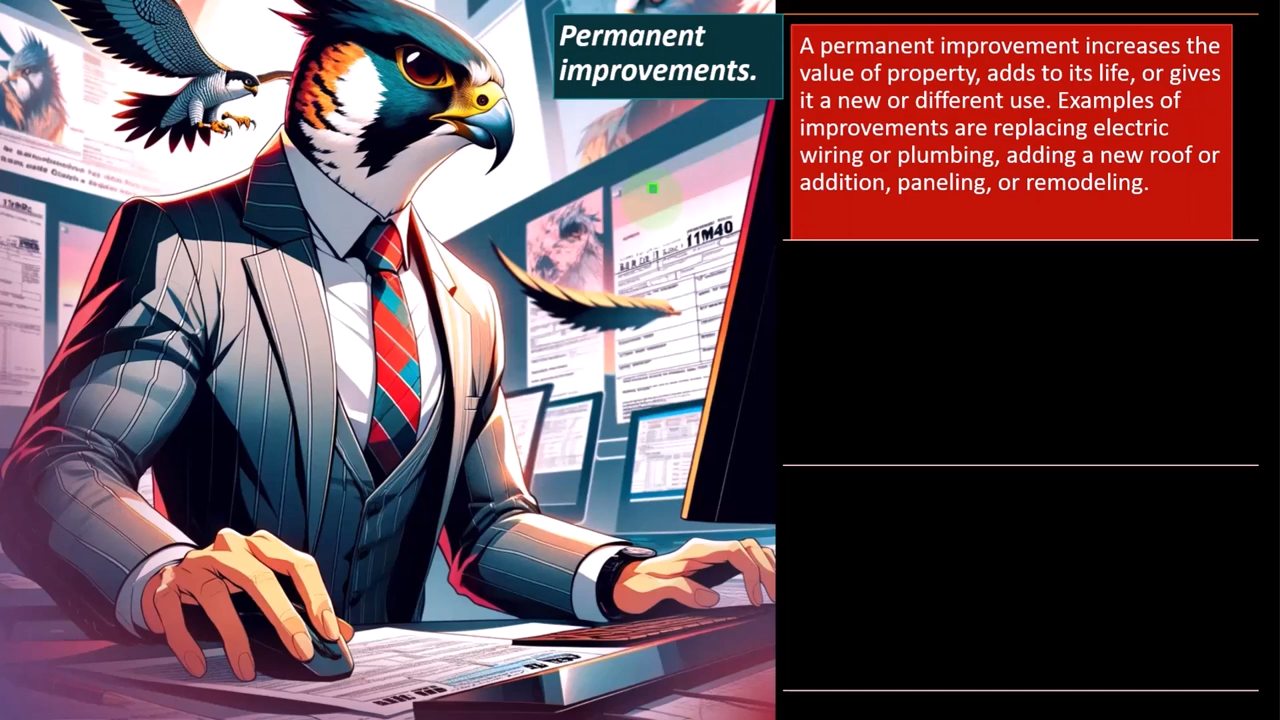 Permanent
improvements.
A permanent improvement increases the
value of property, adds to its life, or gives
it a new or different use. Examples of
improvements are replacing electric
wiring or plumbing, adding a new roof or
addition, paneling, or remodeling.
11M40